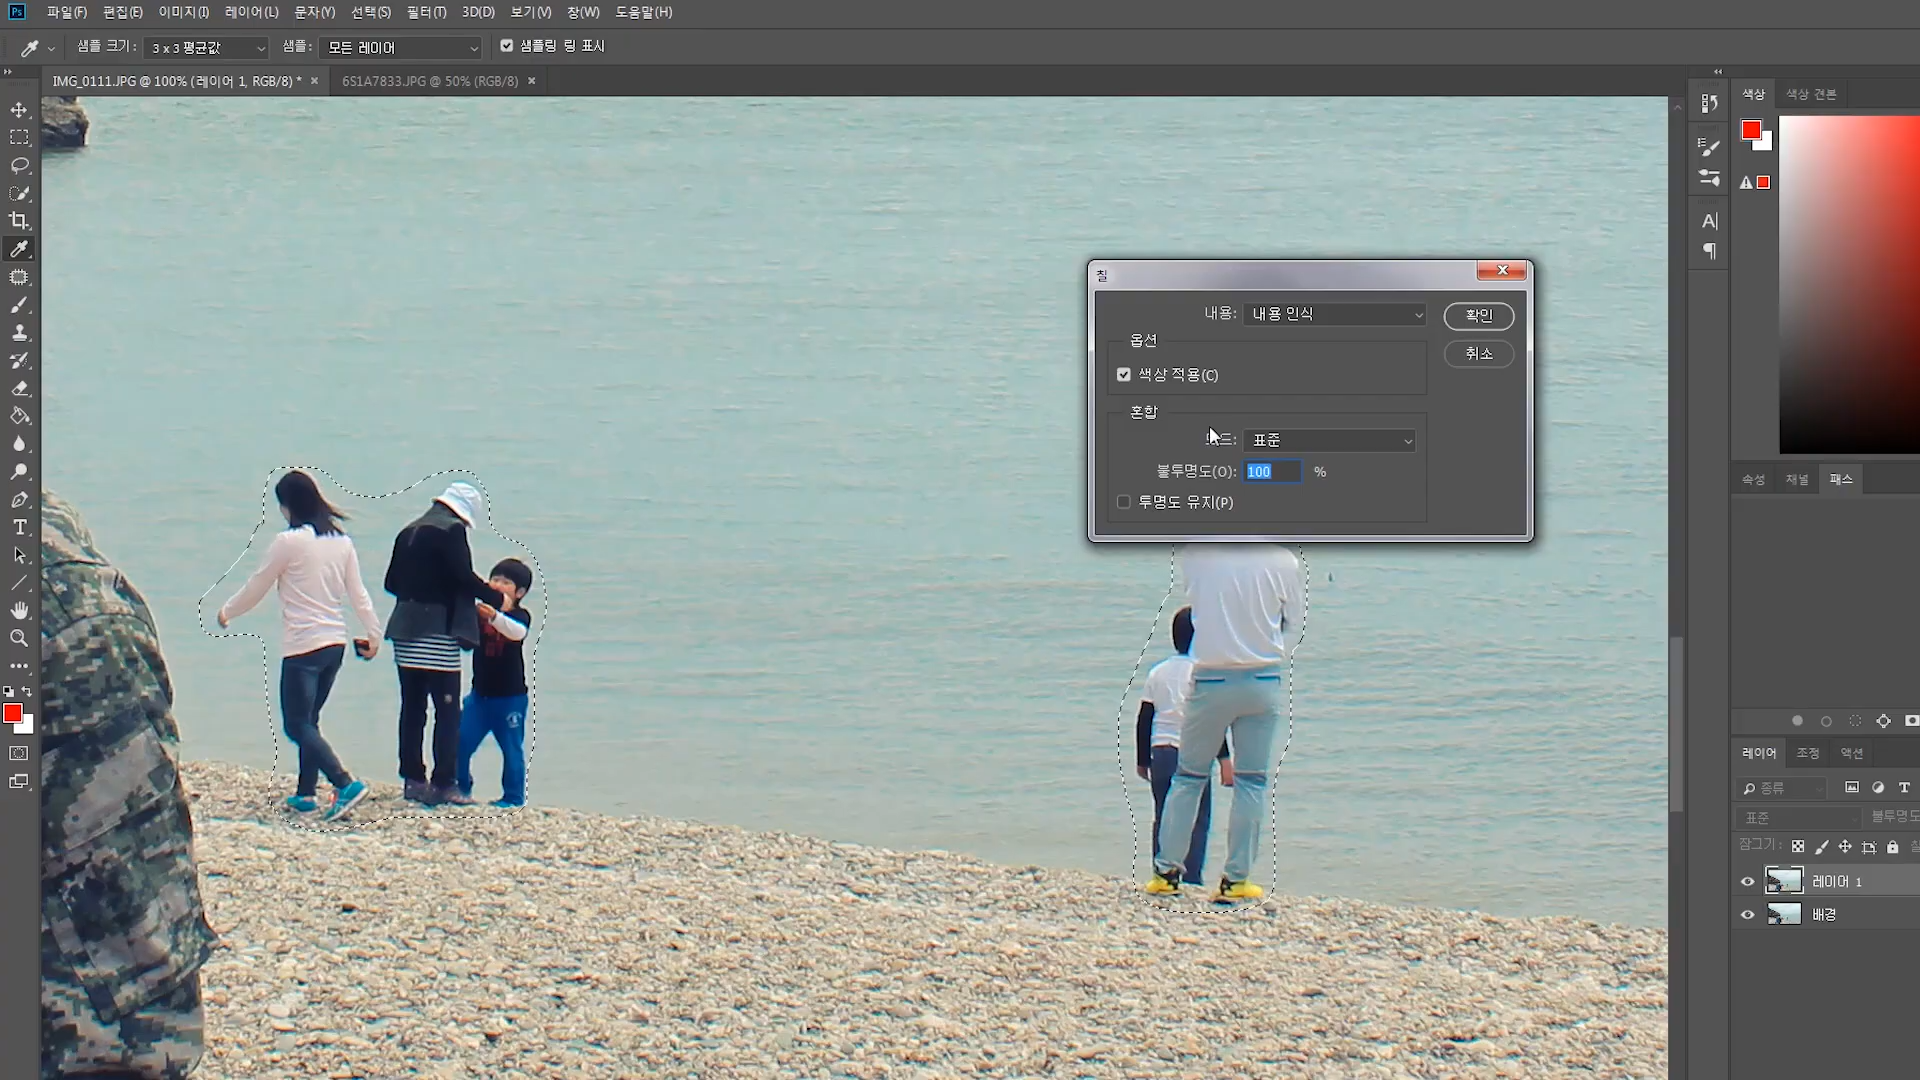 Ps 파일(F) 편집(E) 이미지(I) 레이어(L) 문자(Y) 선택(S) 필터(T) 3D(D) 보기(V) 창(W) 도움말(H)
샘플 크기: 3 x 3 평균값 샘플: 모든 레이어 샘플링 링 표시
IMG_0111.JPG @ 100% (레이어 1, RGB/8) * × 6S1A7833.JPG @ 50% (RGB/8) ×
색상 색상 견본
칠
내용: 내용 인식 확인
옵션
취소
색상 적용(C)
혼합
모드: 표준
불투명도(O): 100 %
투명도 유지(P)
속성 채널 패스
레이어 조정 액션
종류
표준 불투명도
잠그기:
레이어 1
배경